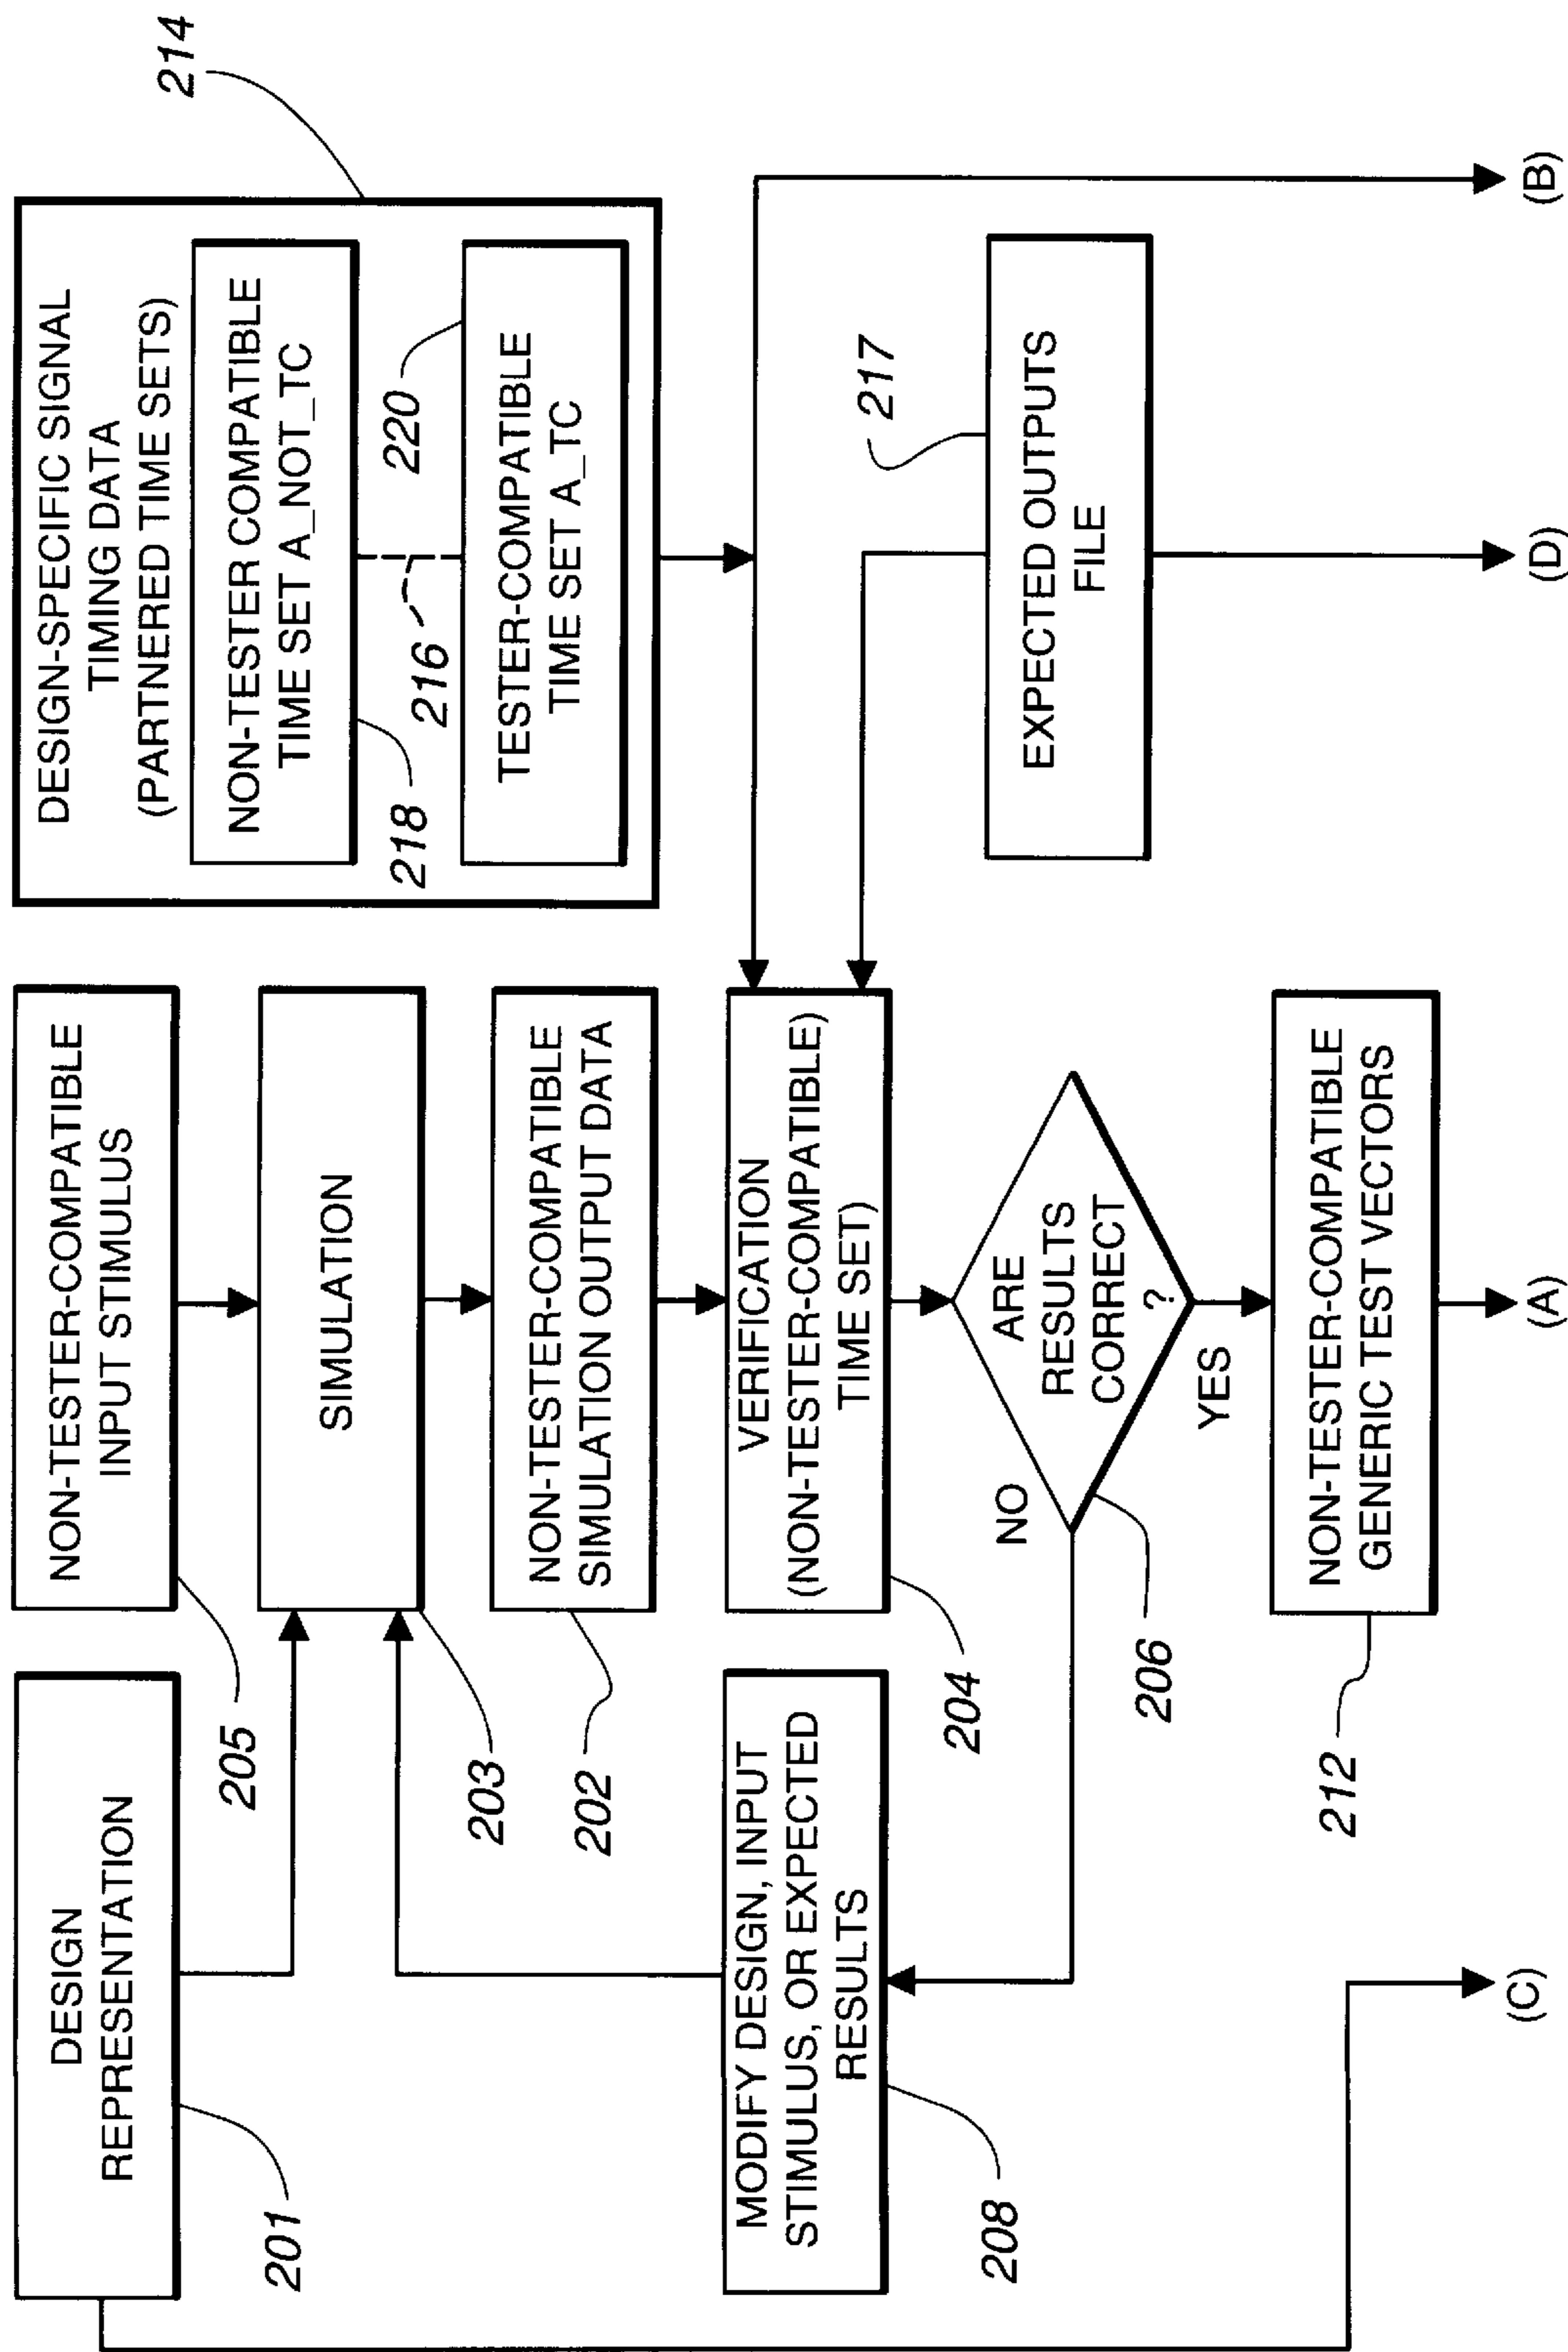 DESIGN
REPRESENTATION
201
NON-TESTER-COMPATIBLE
INPUT STIMULUS
205
DESIGN-SPECIFIC SIGNAL
TIMING DATA
(PARTNERED TIME SETS)
214
NON-TESTER COMPATIBLE
TIME SET A_NOT_TC
218
216
220
TESTER-COMPATIBLE
TIME SET A_TC
SIMULATION
203
NON-TESTER-COMPATIBLE
SIMULATION OUTPUT DATA
202
MODIFY DESIGN, INPUT
STIMULUS, OR EXPECTED
RESULTS
208
VERIFICATION
(NON-TESTER-COMPATIBLE)
TIME SET)
204
217
EXPECTED OUTPUTS
FILE
NO
ARE
RESULTS
CORRECT
?
206
YES
NON-TESTER-COMPATIBLE
GENERIC TEST VECTORS
212
(C)
(A)
(D)
(B)